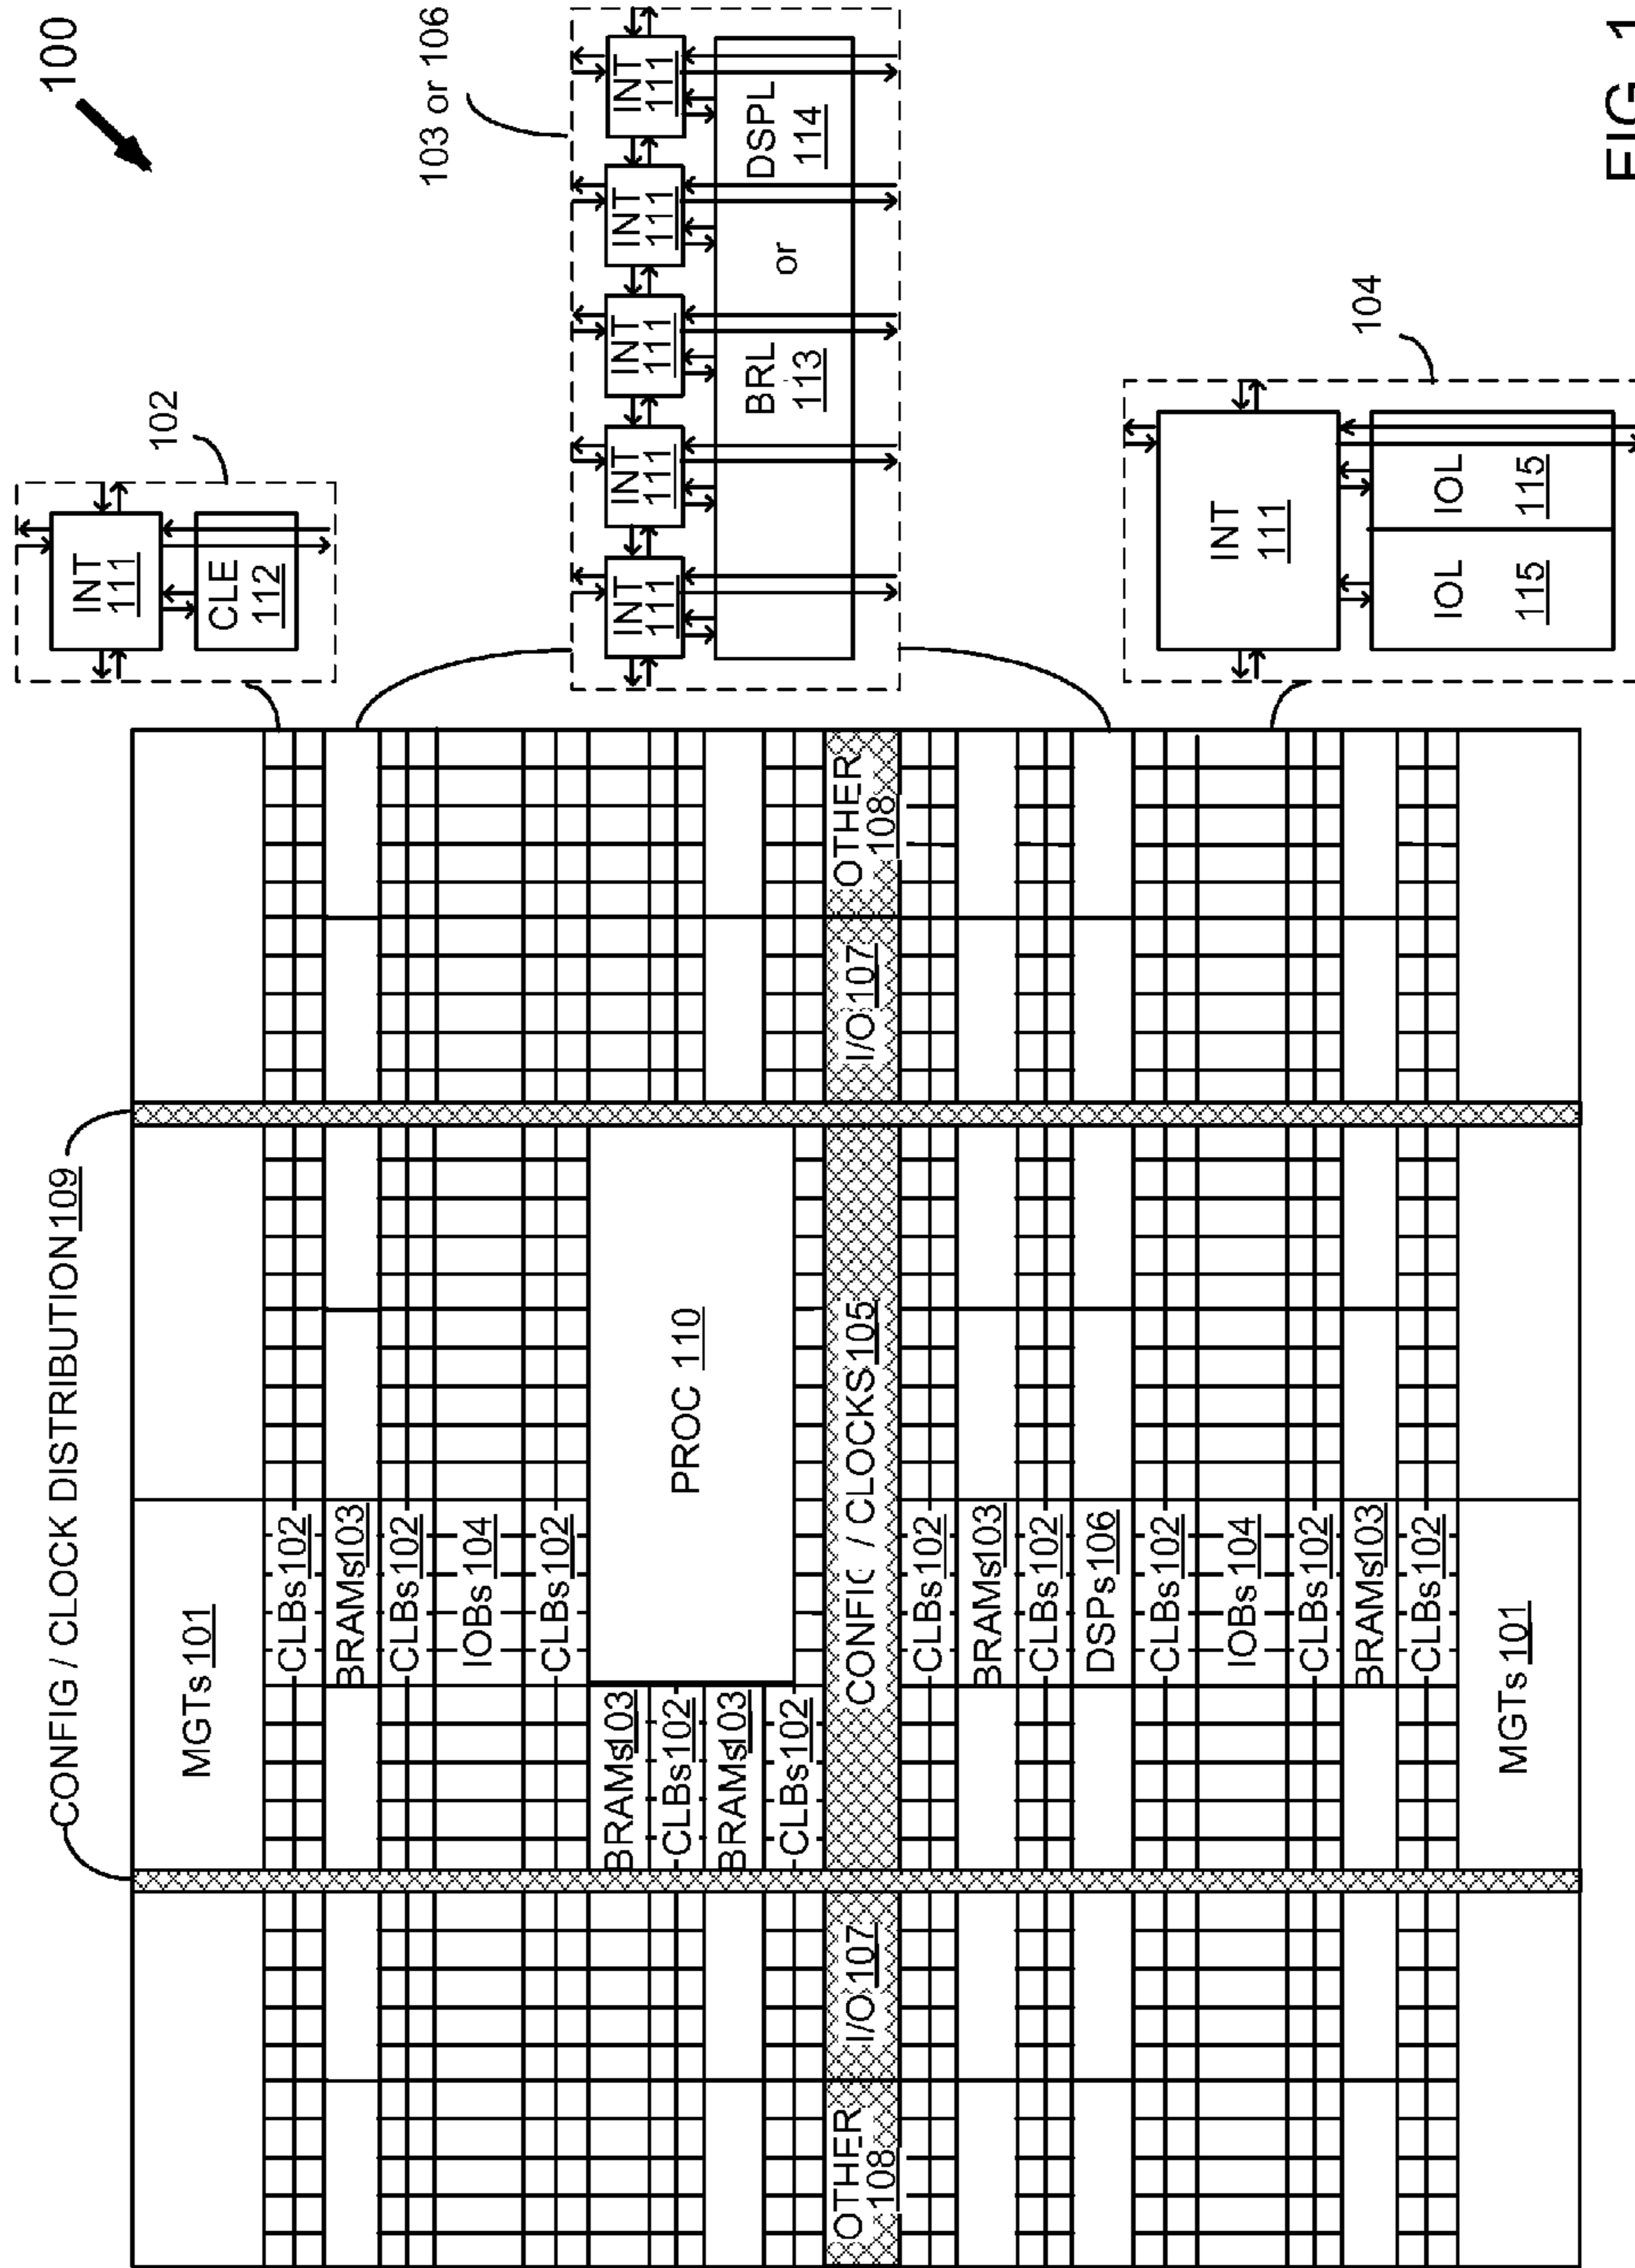 100
CONFIG / CLOCK DISTRIBUTION 109
MGTs 101
CLBs 102
BRAMs 103
CLBs 102
IOBs 104
CLBs 102
BRAMs 103
CLBs 102
BRAMs 103
CLBs 102
PROC 110
OTHER
108
I/O 107
CONFIG / CLOCKS 105
I/O 107
OTHER
108
CLBs 102
BRAMs 103
CLBs 102
DSPs 106
CLBs 102
IOBs 104
CLBs 102
BRAMs 103
CLBs 102
MGTs 101
INT
111
CLE
112
102
103 or 106
INT
111
INT
111
INT
111
INT
111
INT
111
BRL
113
or
DSPL
114
104
INT
111
IOL
115
IOL
115
FIG. 1